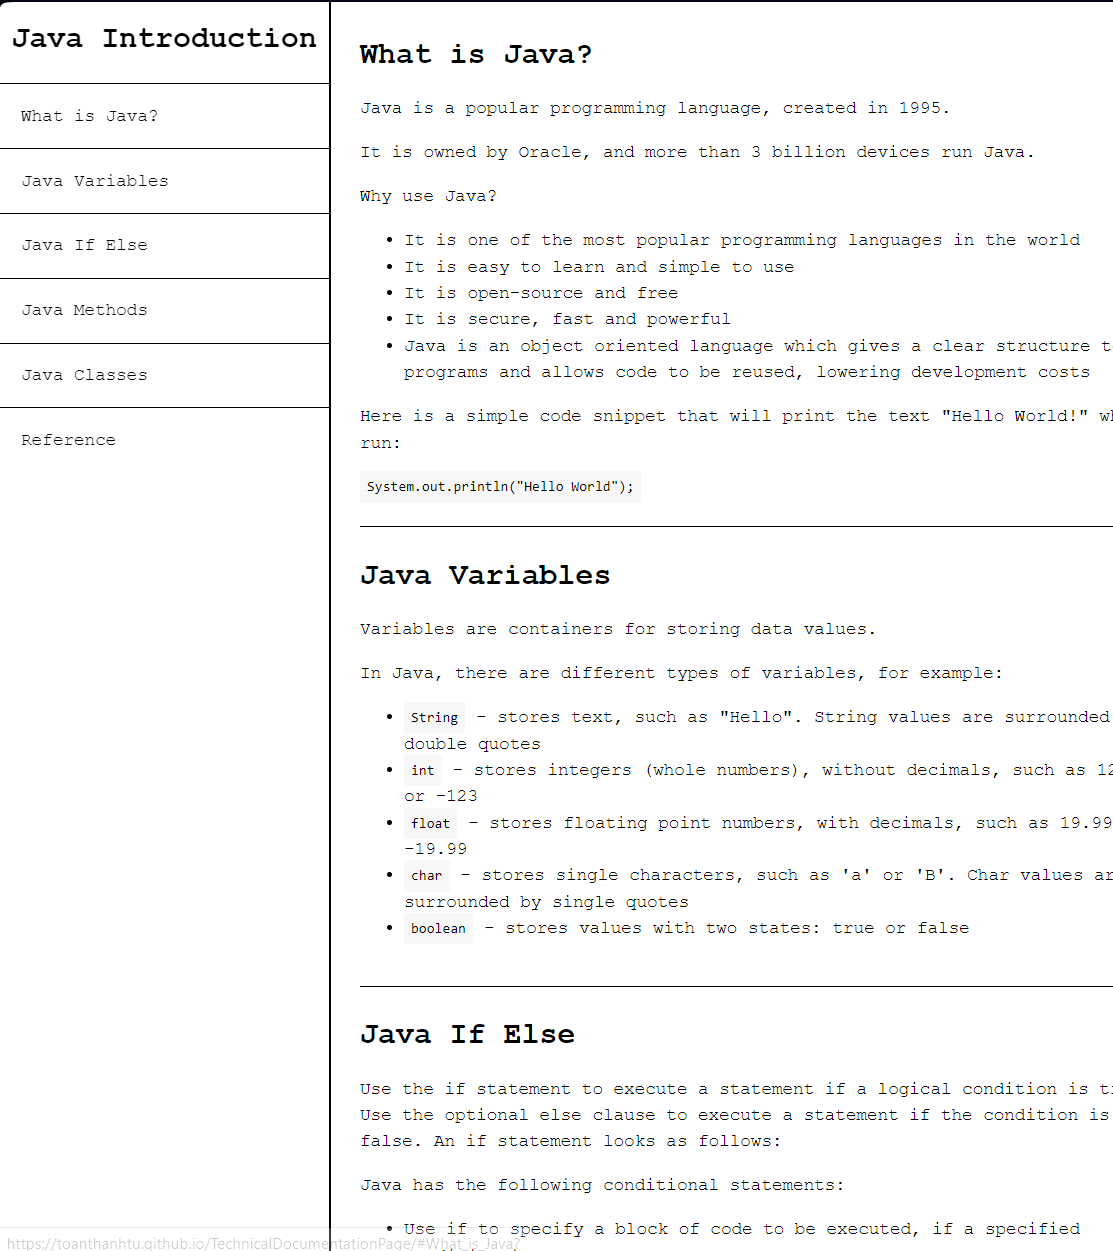 Java Introduction
What is Java?
Java Variables
Java If Else
Java Methods
Java Classes
Reference
What is Java?
Java is a popular programming language, created in 1995.
It is owned by Oracle, and more than 3 billion devices run Java.
Why use Java?
• It is one of the most popular programming languages in the world
• It is easy to learn and simple to use
• It is open-source and free
• It is secure, fast and powerful
• Java is an object oriented language which gives a clear structure
programs and allows code to be reused, lowering development costs
Here is a simple code snippet that will print the text "Hello World!"
run:
System.out.println("Hello World");
Java Variables
Variables are containers for storing data values.
In Java, there are different types of variables, for example:
• String - stores text, such as "Hello". String values are surrounded
double quotes
• int - stores integers (whole numbers), without decimals, such as
or -123
• float - stores floating point numbers, with decimals, such as 19.99
-19.99
• char - stores single characters, such as 'a' or 'B'. Char values
surrounded by single quotes
• boolean - stores values with two states: true or false
Java If Else
Use the if statement to execute a statement if a logical condition is
Use the optional else clause to execute a statement if the condition is
false. An if statement looks as follows:
Java has the following conditional statements:
• Use if to specify a block of code to be executed, if a specified
https://toanthanhtu.github.io/TechnicalDocumentationPage/#What_is_Java?